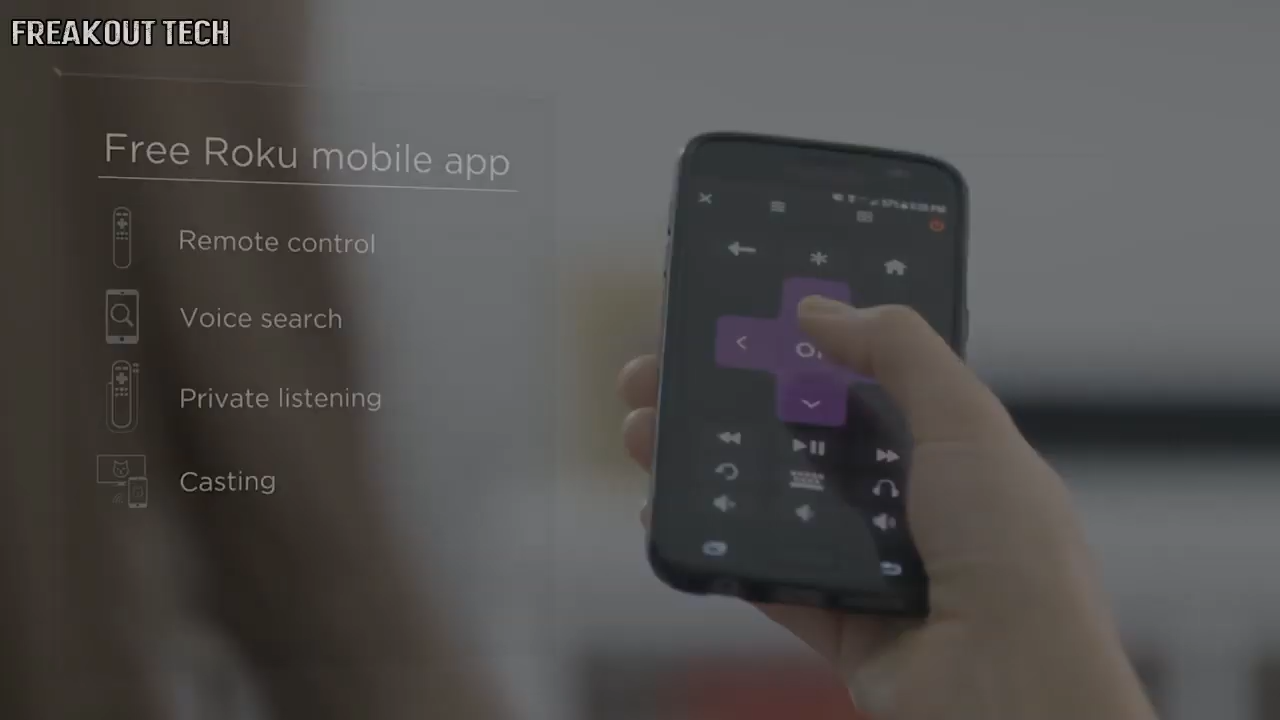 FREAKOUT TECH
Free Roku mobile app
Remote control
Voice search
Private listening
Casting